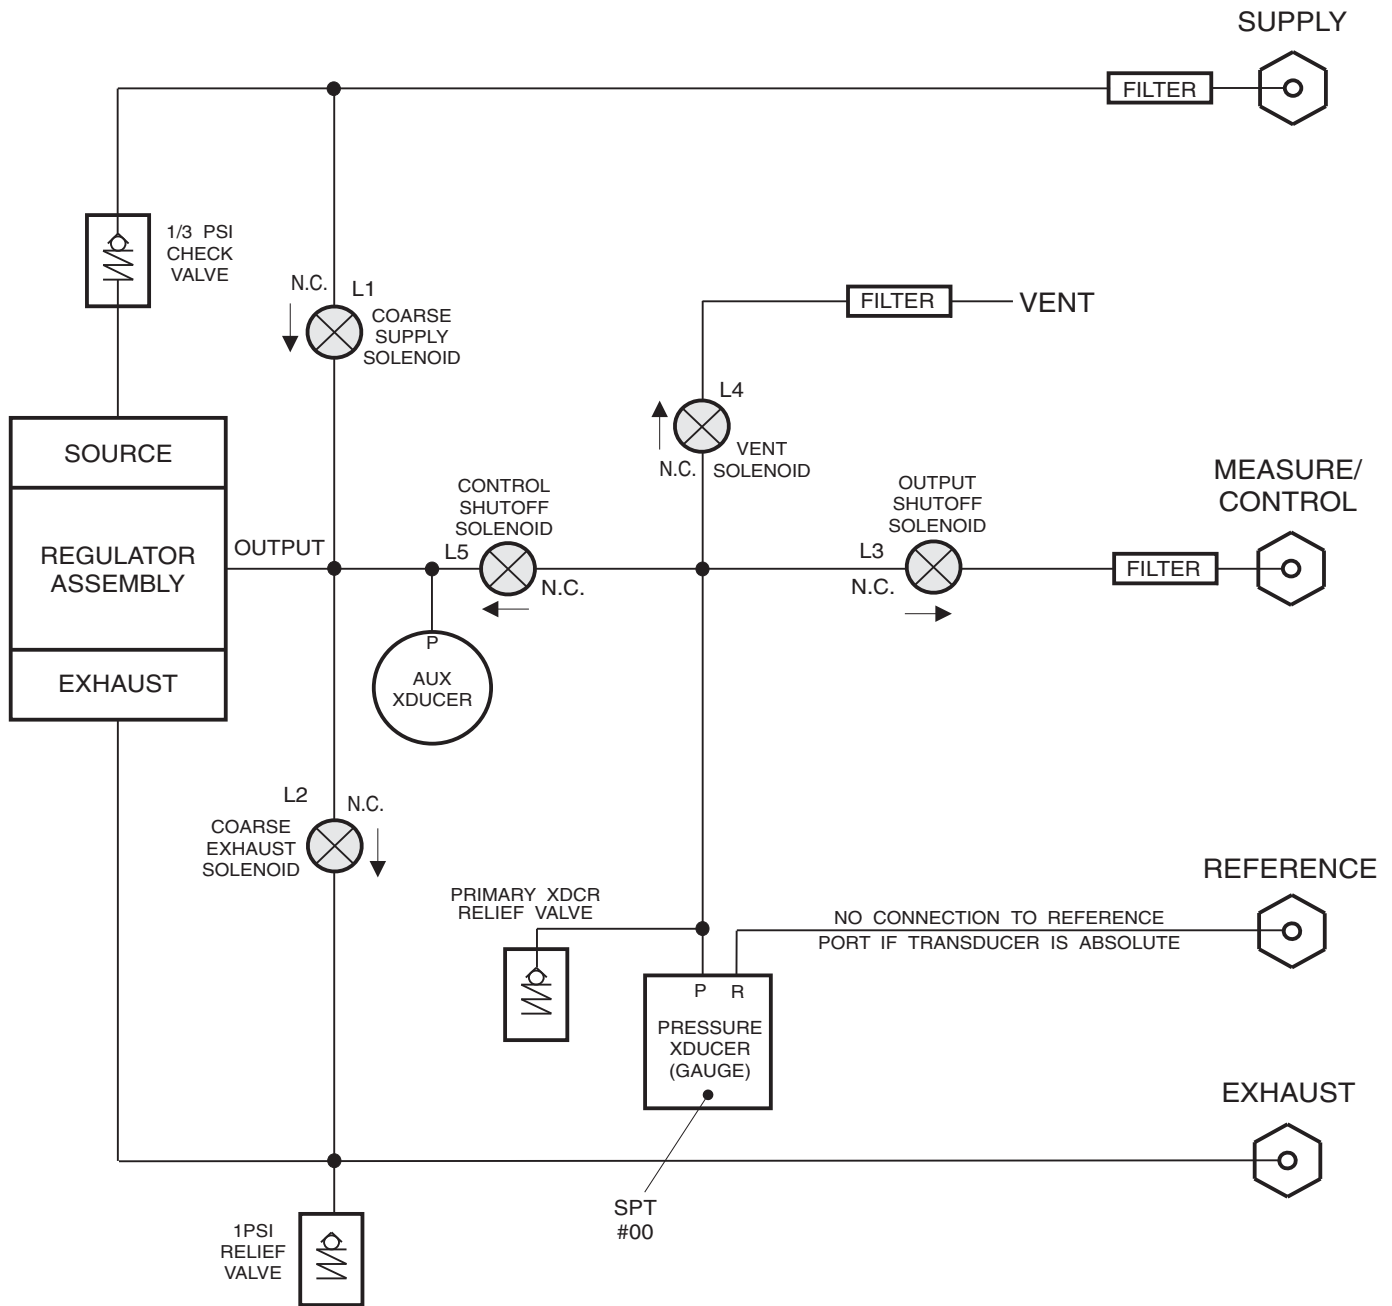 SUPPLY
FILTER
1/3 PSI
CHECK
VALVE
N.C.
L1
COARSE
SUPPLY
SOLENOID
FILTER
VENT
L4
N.C.
VENT
SOLENOID
SOURCE
REGULATOR
ASSEMBLY
EXHAUST
OUTPUT
CONTROL
SHUTOFF
SOLENOID
L5
N.C.
OUTPUT
SHUTOFF
SOLENOID
L3
N.C.
MEASURE/
CONTROL
FILTER
P
AUX
XDUCER
L2
N.C.
COARSE
EXHAUST
SOLENOID
PRIMARY XDCR
RELIEF VALVE
REFERENCE
NO CONNECTION TO REFERENCE
PORT IF TRANSDUCER IS ABSOLUTE
P R
PRESSURE
XDUCER
(GAUGE)
EXHAUST
SPT
#00
1PSI
RELIEF
VALVE